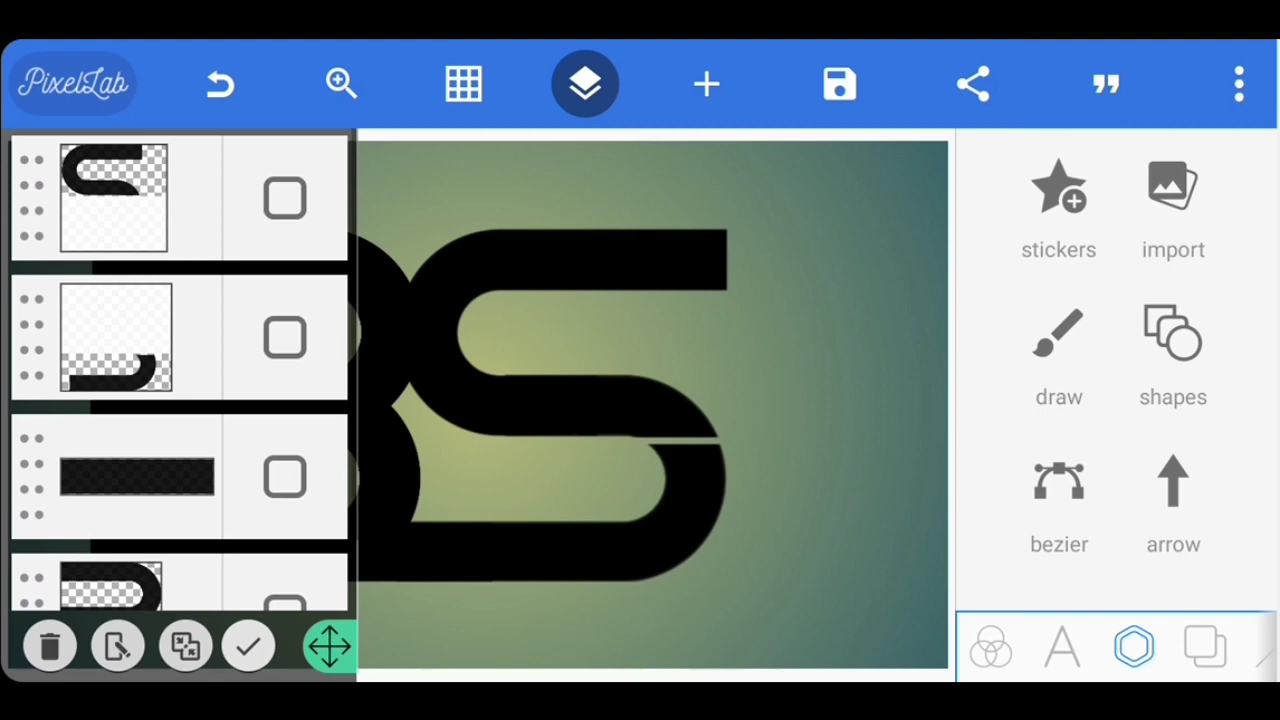 PixelLab
stickers import
draw shapes
S
bezier arrow